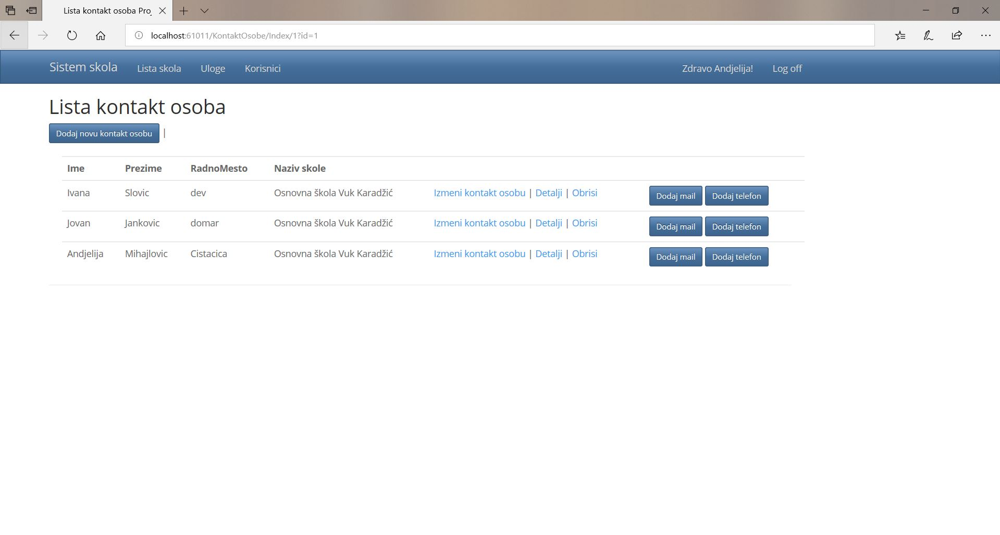 Lista kontakt osoba Pro
localhost:61011/KontaktOsobe/Index/1?id=1
Sistem skola Lista skola Uloge Korisnici Zdravo Andjelija! Log off
Lista kontakt osoba
Dodaj novu kontakt osobu |
Ime Prezime RadnoMesto Naziv skole
Ivana Slovic dev Osnovna škola Vuk Karadžić Izmeni kontakt osobu | Detalji | Obrisi Dodaj mail Dodaj telefon
Jovan Jankovic domar Osnovna škola Vuk Karadžić Izmeni kontakt osobu | Detalji | Obrisi Dodaj mail Dodaj telefon
Andjelija Mihajlovic Cistacica Osnovna škola Vuk Karadžić Izmeni kontakt osobu | Detalji | Obrisi Dodaj mail Dodaj telefon